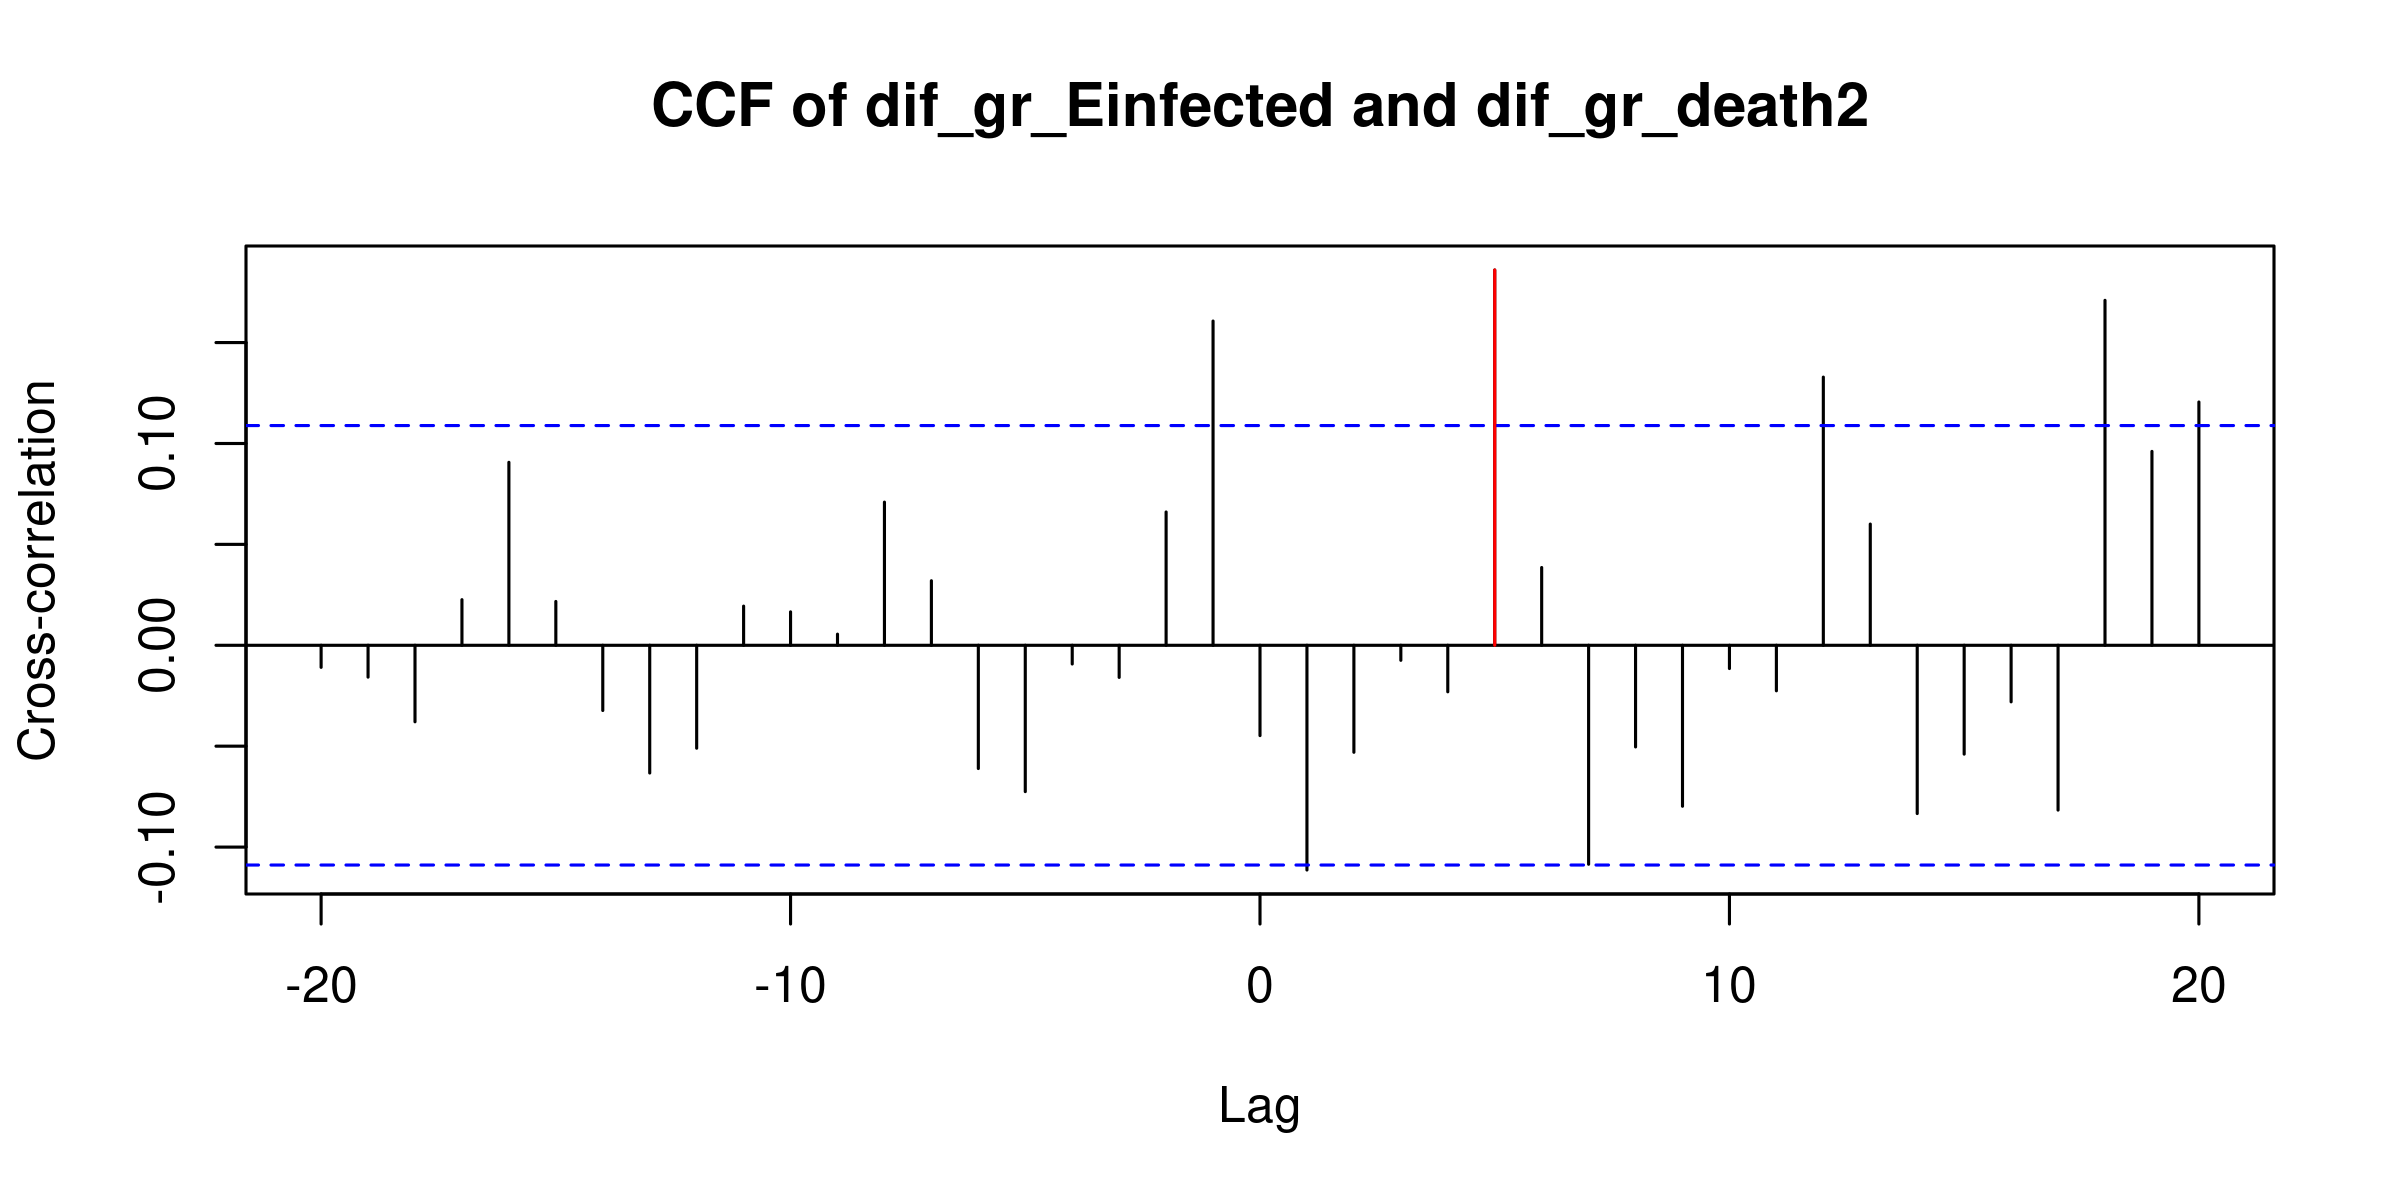 CCF of dif_gr_Einfected and dif_gr_death2
Cross-correlation
0.10
0.00
-0.10
-20 -10 0 10 20
Lag